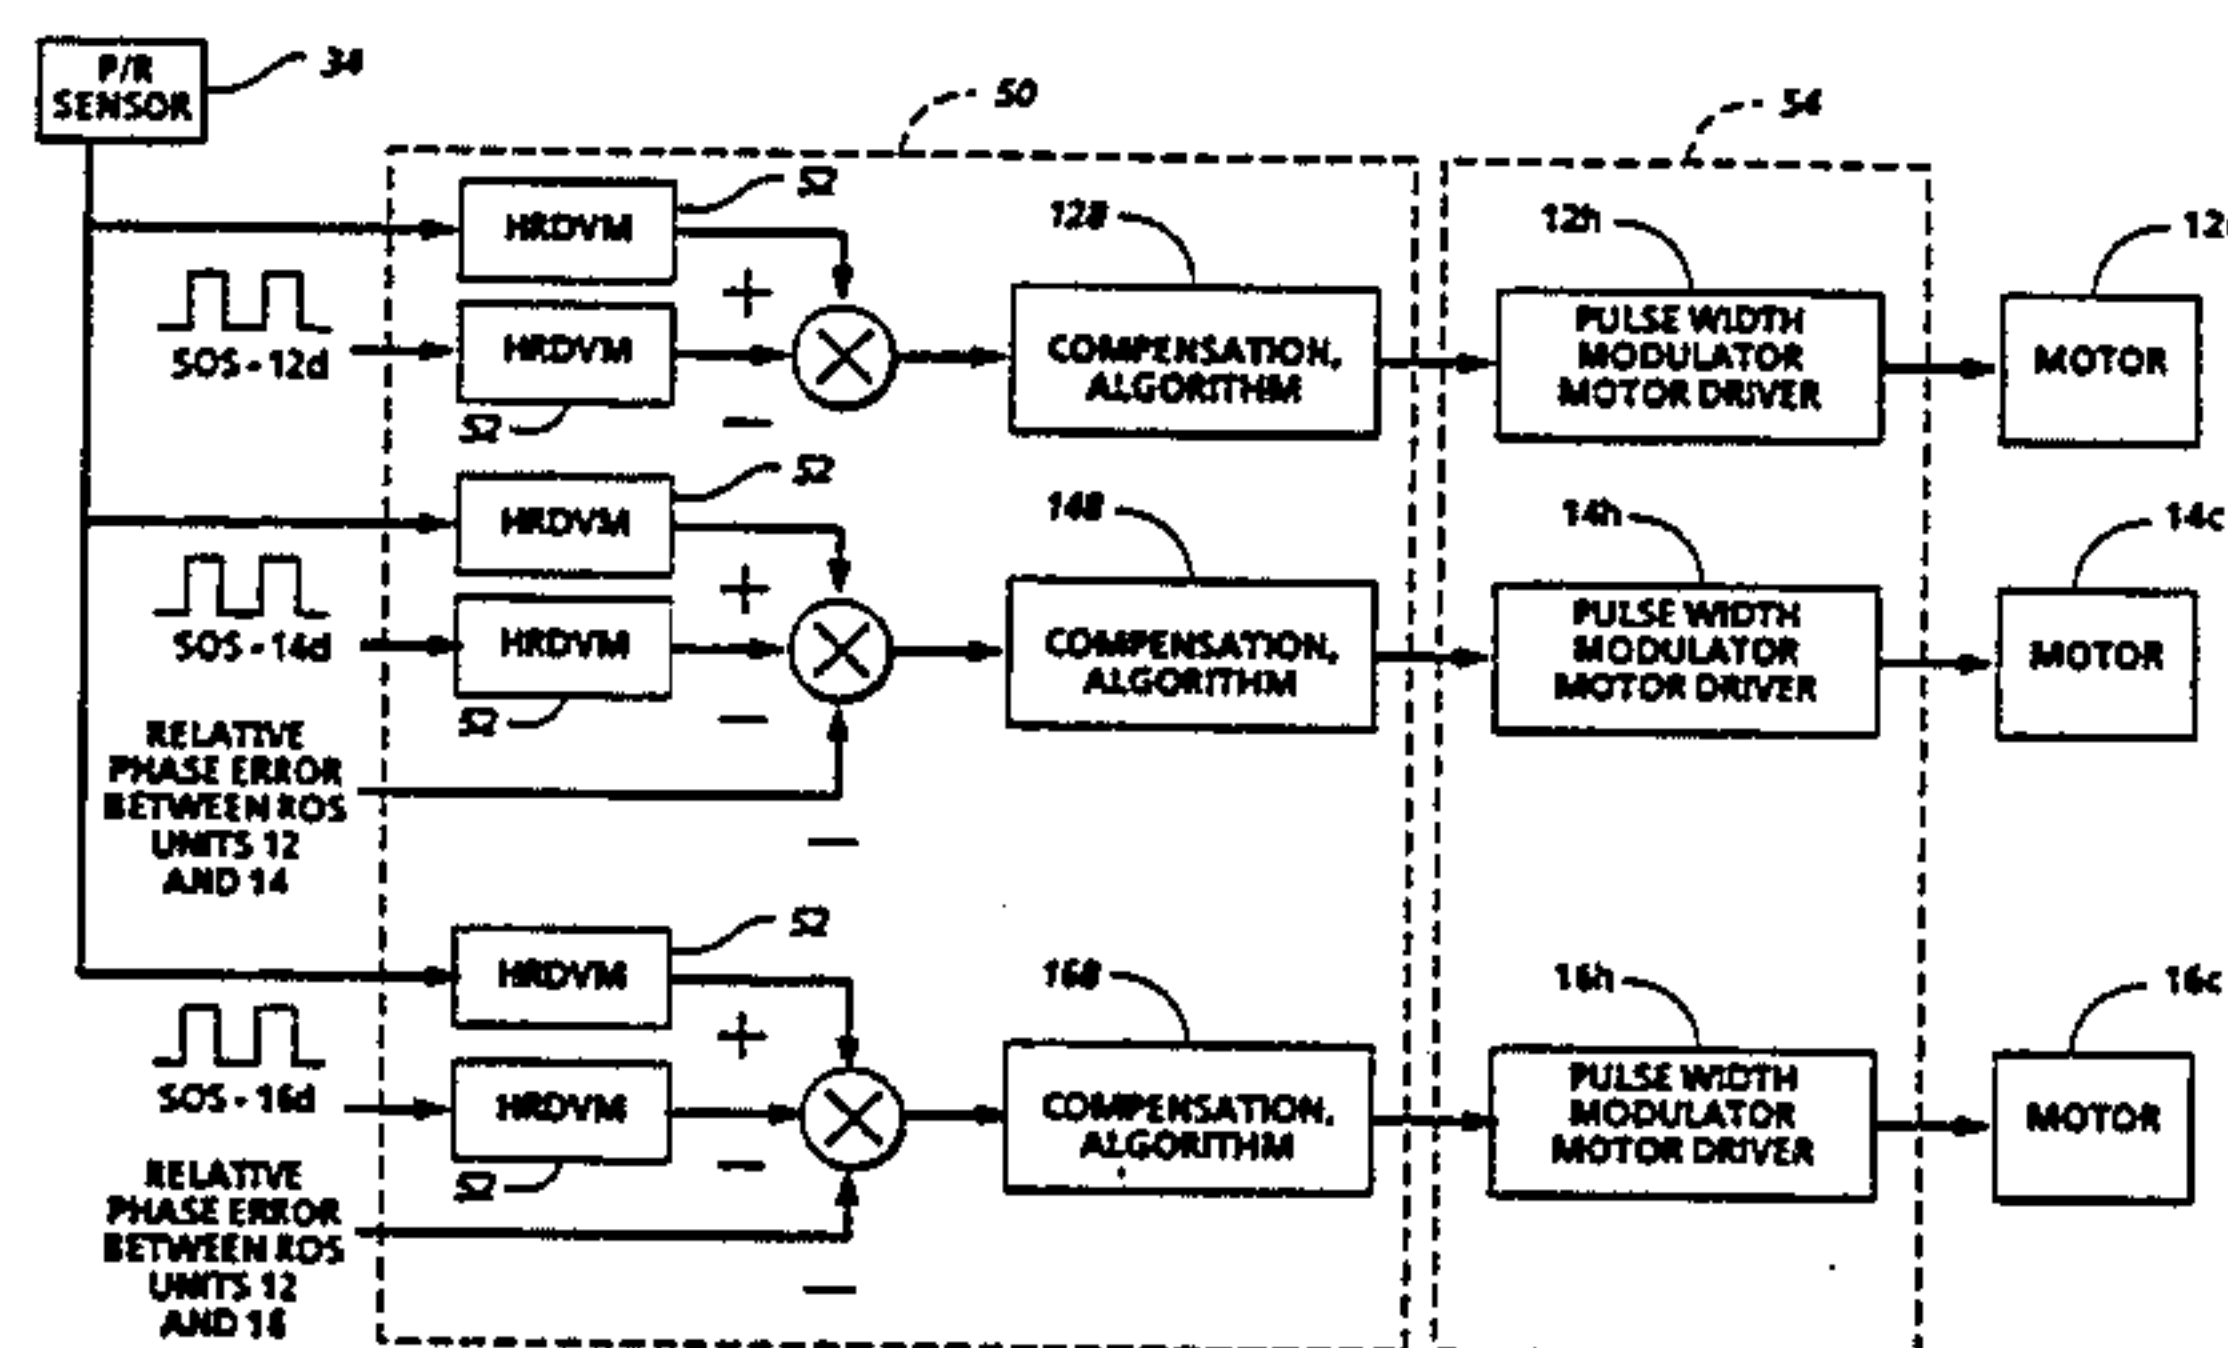 P/R
SENSOR
34
50
54
HRDVM
52
128
12h
SOS - 12d
HRDVM
52
COMPENSATION,
ALGORITHM
PULSE WIDTH
MODULATOR
MOTOR DRIVER
MOTOR
+
−
HRDVM
52
148
14h
14c
SOS - 14d
HRDVM
52
COMPENSATION,
ALGORITHM
PULSE WIDTH
MODULATOR
MOTOR DRIVER
MOTOR
+
−
RELATIVE
PHASE ERROR
BETWEEN ROS
UNITS 12
AND 14
−
HRDVM
52
168
16h
16c
SOS - 16d
HRDVM
52
COMPENSATION,
ALGORITHM
PULSE WIDTH
MODULATOR
MOTOR DRIVER
MOTOR
+
−
RELATIVE
PHASE ERROR
BETWEEN ROS
UNITS 12
AND 16
−